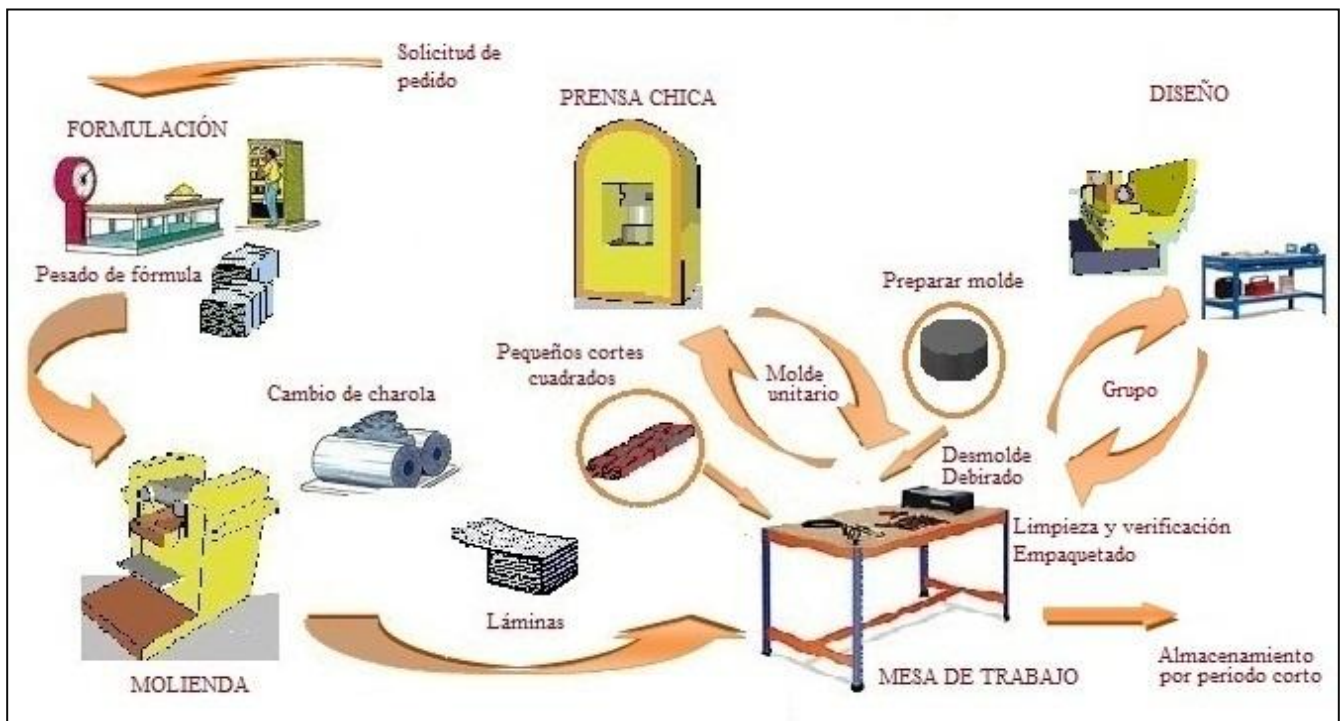 Solicitud de
pedido
FORMULACIÓN
Pesado de fórmula
PRENSA CHICA
DISEÑO
Preparar molde
Pequeños cortes
cuadrados
Molde
unitario
Grupo
Cambio de charola
Desmolde
Debirado
Limpieza y verificación
Empaquetado
Láminas
MOLIENDA
MESA DE TRABAJO
Almacenamiento
por periodo corto